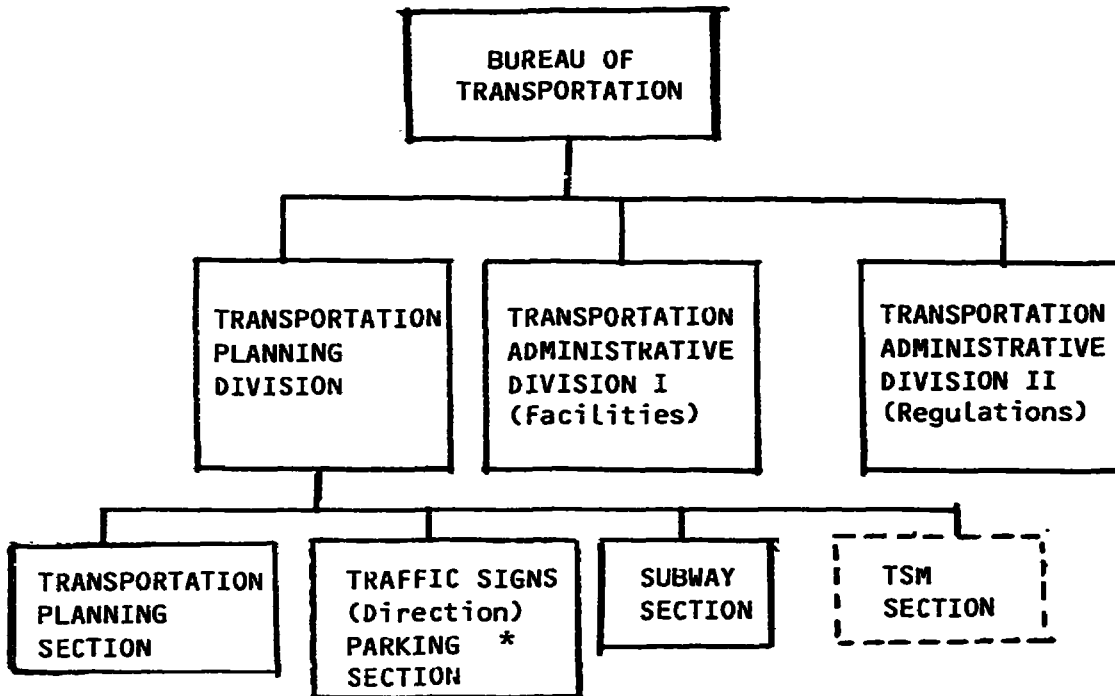 BUREAU OF
TRANSPORTATION
TRANSPORTATION
PLANNING
DIVISION
TRANSPORTATION
ADMINISTRATIVE
DIVISION I
(Facilities)
TRANSPORTATION
ADMINISTRATIVE
DIVISION II
(Regulations)
TRANSPORTATION
PLANNING
SECTION
TRAFFIC SIGNS
(Direction)
PARKING *
SECTION
SUBWAY
SECTION
TSM
SECTION